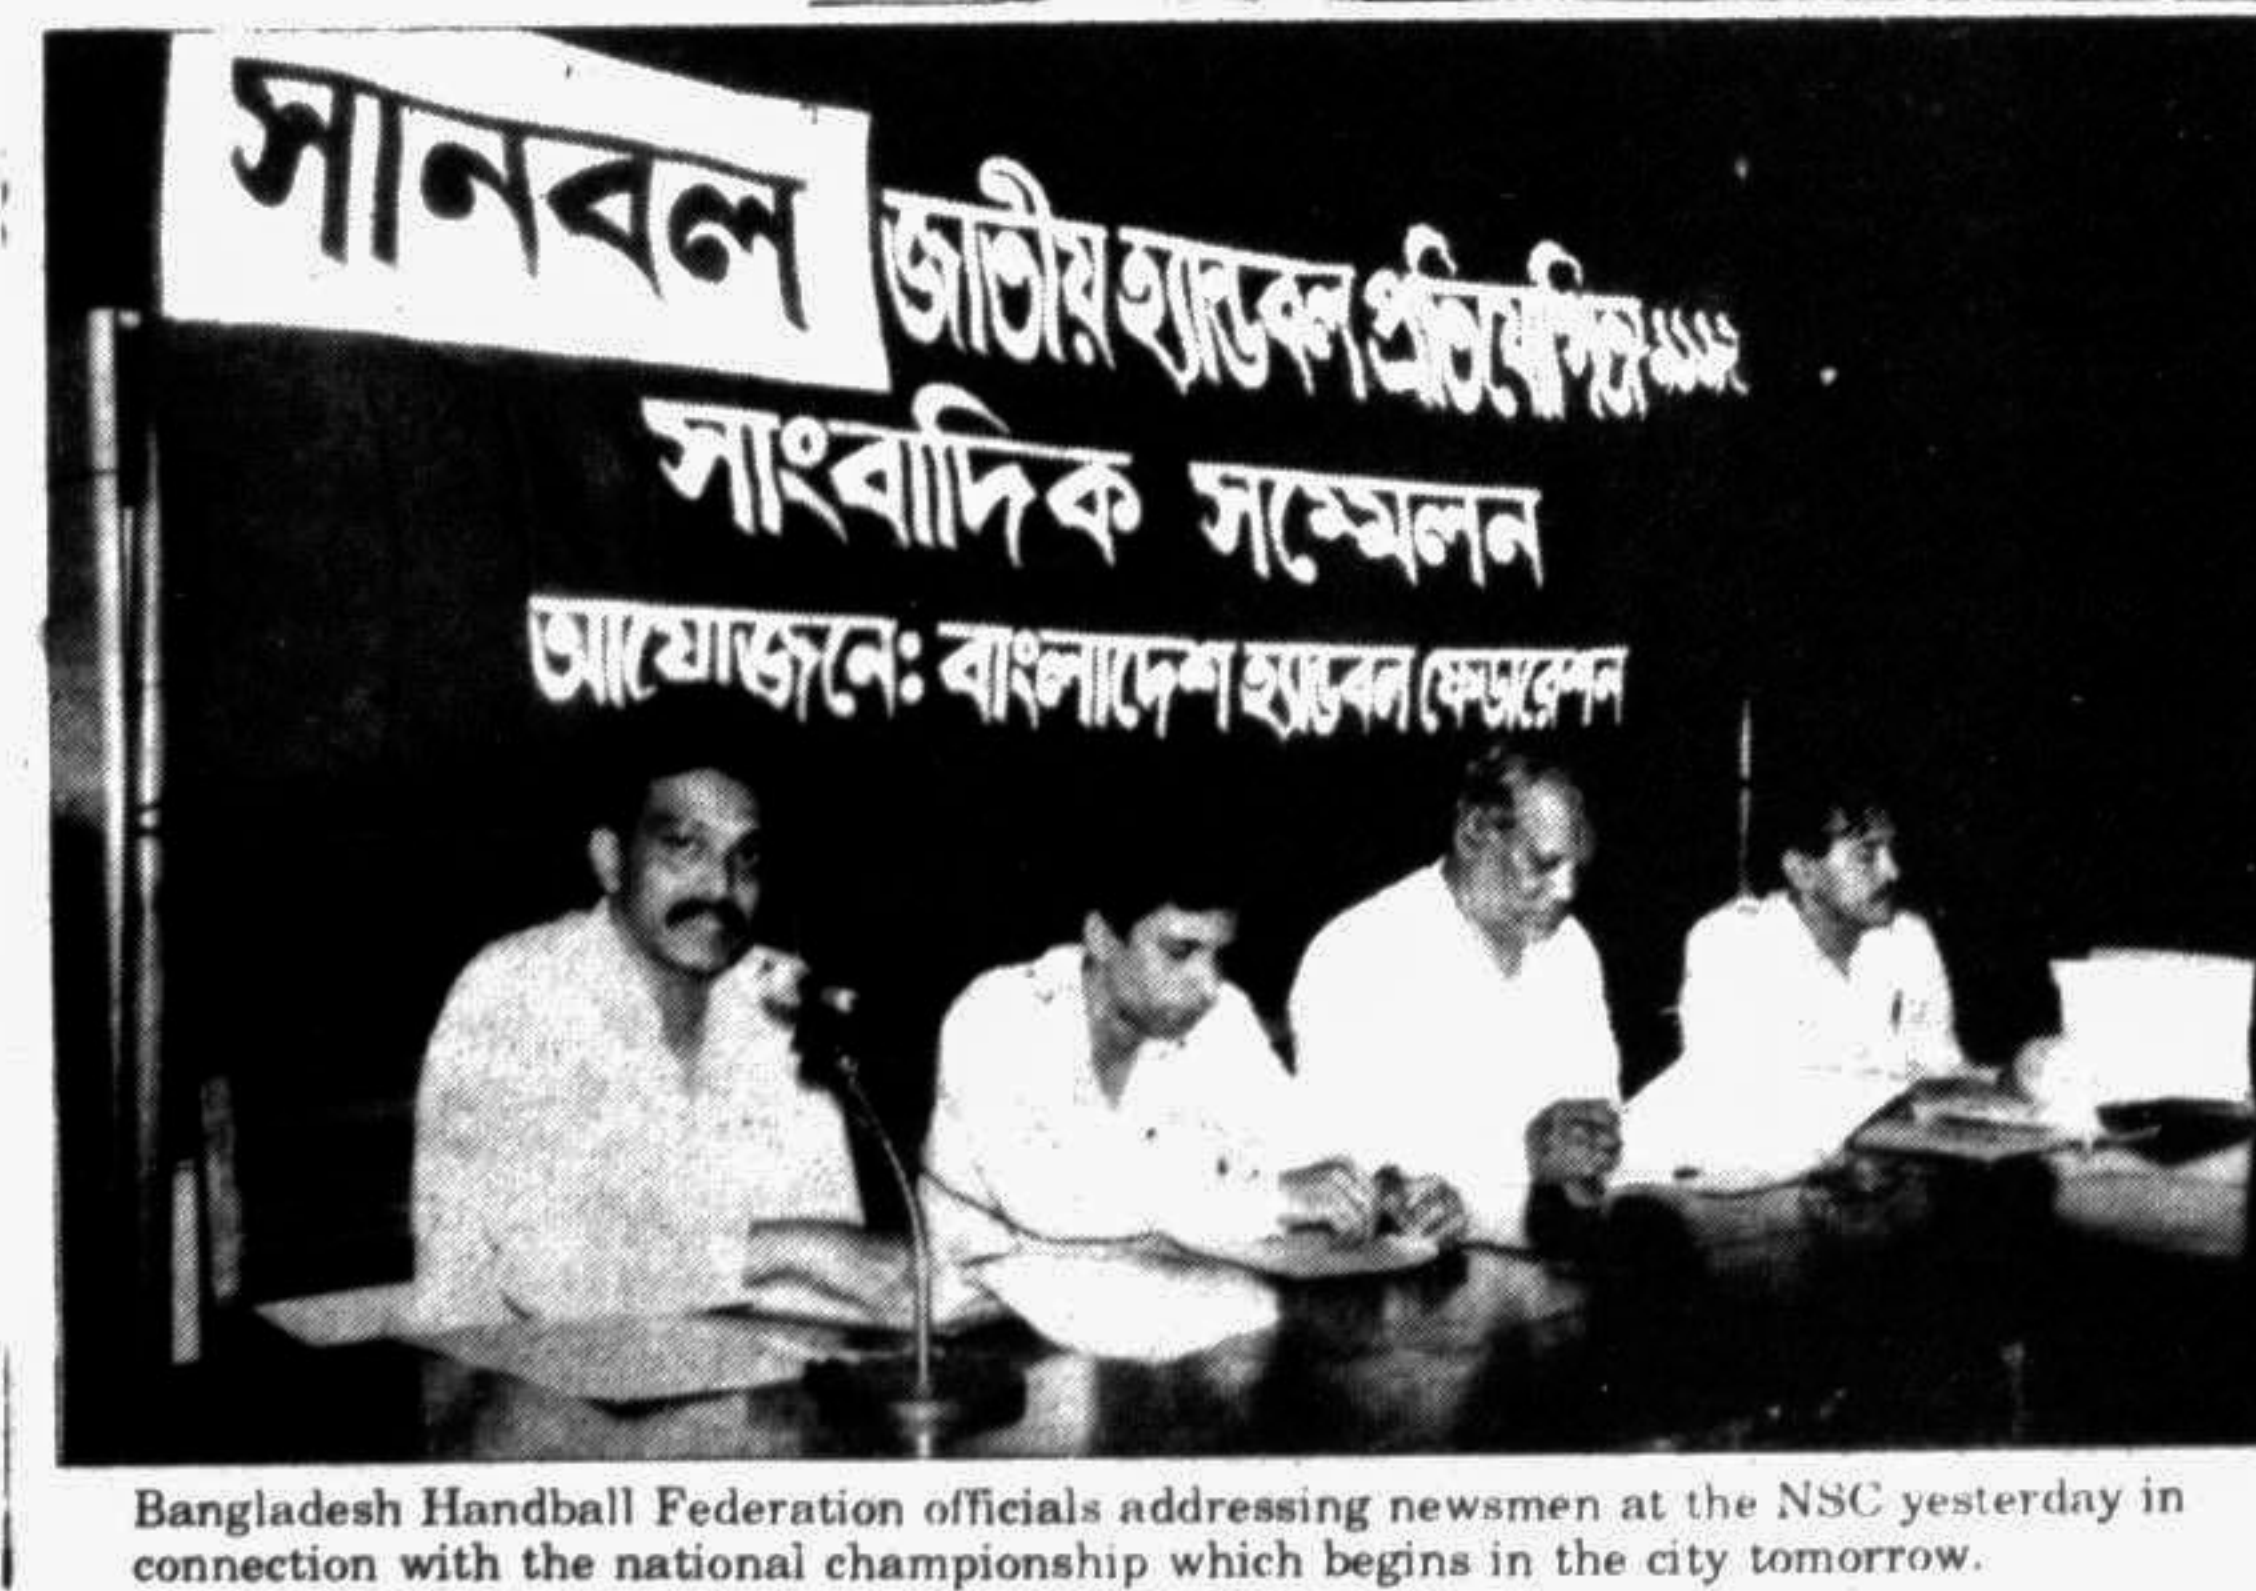 সানবল জাতীয় হ্যান্ডবল প্রতিযোগিতা ১৯৯২
সাংবাদিক সম্মেলন
আয়োজনে: বাংলাদেশ হ্যান্ডবল ফেডারেশন
Bangladesh Handball Federation officials addressing newsmen at the NSC yesterday in
connection with the national championship which begins in the city tomorrow.